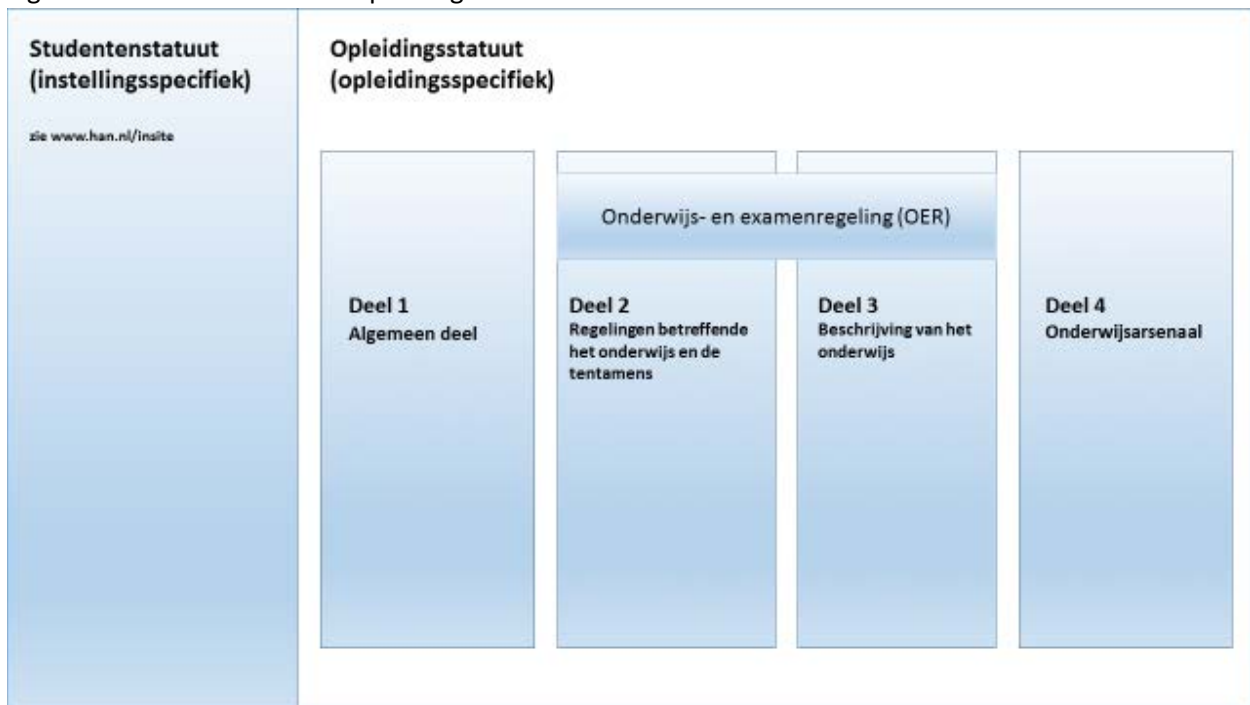 Studentenstatuut
(instellingsspecifiek)
zie www.han.nl/insite
Opleidingsstatuut
(opleidingsspecifiek)
Onderwijs- en examenregeling (OER)
Deel 1
Algemeen deel
Deel 2
Regelingen betreffende
het onderwijs en de
tentamens
Deel 3
Beschrijving van het
onderwijs
Deel 4
Onderwijsarsenaal